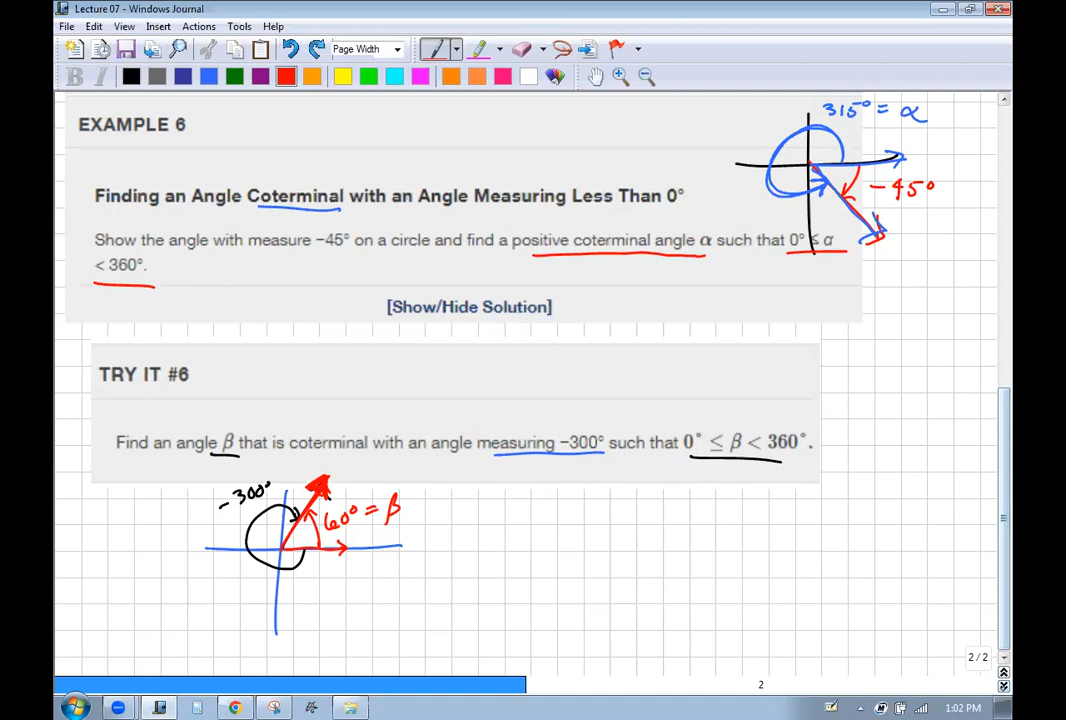 Lecture 07 - Windows Journal
File Edit View Insert Actions Tools Help
Page Width
B I
EXAMPLE 6
315° = α
Finding an Angle Coterminal with an Angle Measuring Less Than 0°
-45°
Show the angle with measure −45° on a circle and find a positive coterminal angle α such that 0° ≤ α
< 360°.
[Show/Hide Solution]
TRY IT #6
Find an angle β that is coterminal with an angle measuring −300° such that 0° ≤ β < 360°.
-300°
60° = β
2 / 2
2
1:02 PM